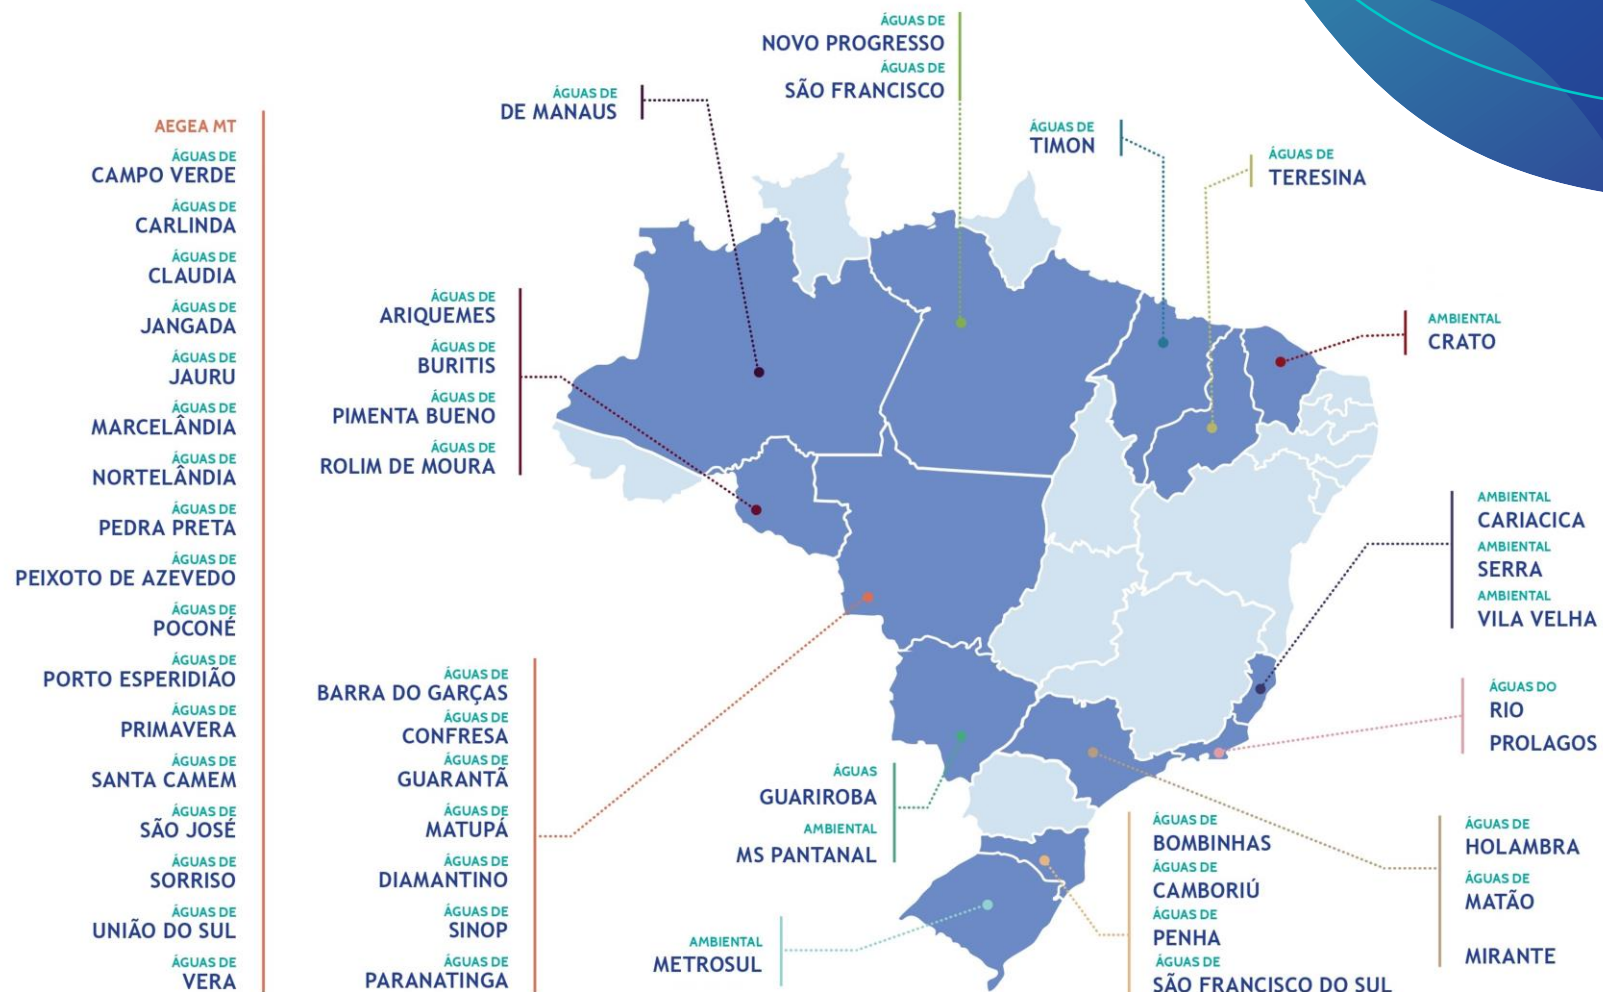 ÁGUAS DE
NOVO PROGRESSO
ÁGUAS DE
SÃO FRANCISCO
ÁGUAS DE
DE MANAUS
ÁGUAS DE
TIMON
ÁGUAS DE
TERESINA
AEGEA MT
ÁGUAS DE
CAMPO VERDE
ÁGUAS DE
CARLINDA
ÁGUAS DE
CLAUDIA
ÁGUAS DE
JANGADA
ÁGUAS DE
JAURU
ÁGUAS DE
MARCELÂNDIA
ÁGUAS DE
NORTELÂNDIA
ÁGUAS DE
PEDRA PRETA
ÁGUAS DE
PEIXOTO DE AZEVEDO
ÁGUAS DE
POCONÉ
ÁGUAS DE
PORTO ESPERIDIÃO
ÁGUAS DE
PRIMAVERA
ÁGUAS DE
SANTA CAMEM
ÁGUAS DE
SÃO JOSÉ
ÁGUAS DE
SORRISO
ÁGUAS DE
UNIÃO DO SUL
ÁGUAS DE
VERA
ÁGUAS DE
ARIQUEMES
ÁGUAS DE
BURITIS
ÁGUAS DE
PIMENTA BUENO
ÁGUAS DE
ROLIM DE MOURA
ÁGUAS DE
BARRA DO GARÇAS
ÁGUAS DE
CONFRESA
ÁGUAS DE
GUARANTÃ
ÁGUAS DE
MATUPÁ
ÁGUAS DE
DIAMANTINO
ÁGUAS DE
SINOP
ÁGUAS DE
PARANATINGA
AMBIENTAL
CRATO
AMBIENTAL
CARIACICA
AMBIENTAL
SERRA
AMBIENTAL
VILA VELHA
ÁGUAS DO
RIO
PROLAGOS
ÁGUAS
GUARIROBA
AMBIENTAL
MS PANTANAL
AMBIENTAL
METROSUL
ÁGUAS DE
BOMBINHAS
ÁGUAS DE
CAMBORIÚ
ÁGUAS DE
PENHA
ÁGUAS DE
SÃO FRANCISCO DO SUL
ÁGUAS DE
HOLAMBRA
ÁGUAS DE
MATÃO
MIRANTE